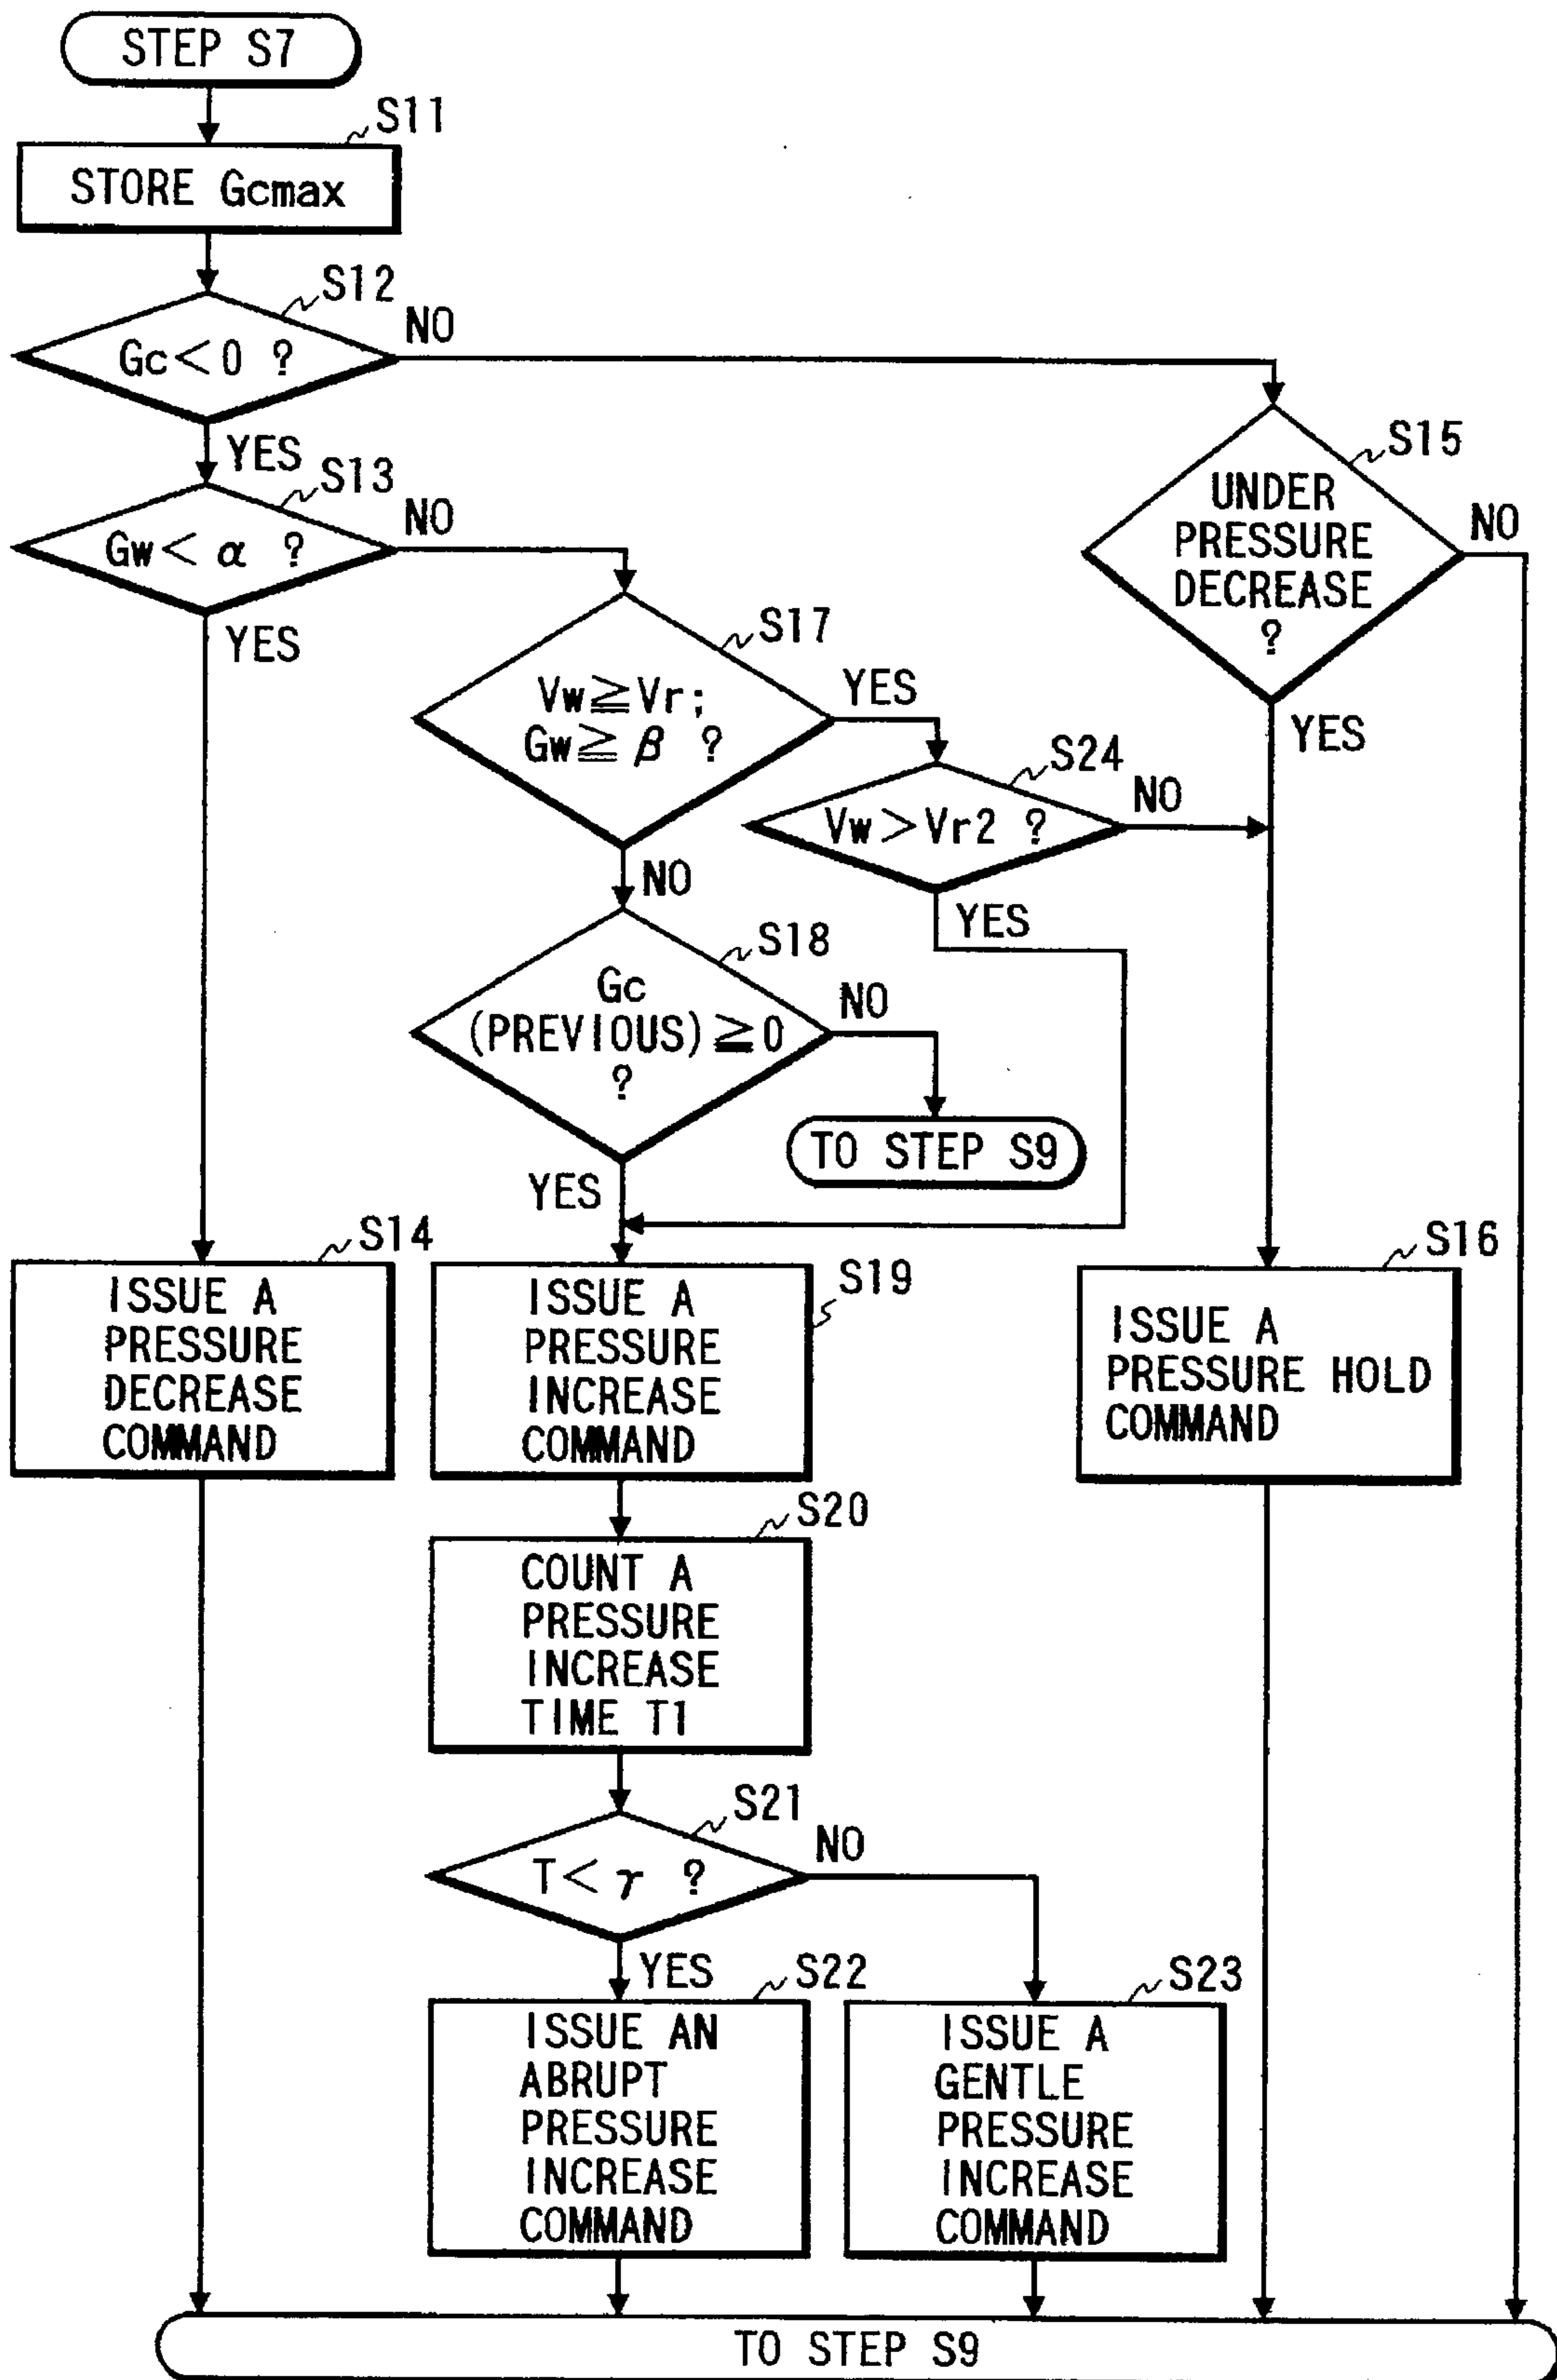 STEP S7
S11
STORE Gcmax
S12
Gc<0 ?
NO
YES
S13
Gw<α ?
NO
YES
S15
UNDER
PRESSURE
DECREASE
?
NO
YES
S17
Vw≧Vr;
Gw≧β ?
YES
NO
S24
Vw>Vr2 ?
NO
YES
S18
Gc
(PREVIOUS)≧0
?
NO
TO STEP S9
YES
S14
ISSUE A
PRESSURE
DECREASE
COMMAND
S19
ISSUE A
PRESSURE
INCREASE
COMMAND
S16
ISSUE A
PRESSURE HOLD
COMMAND
S20
COUNT A
PRESSURE
INCREASE
TIME T1
S21
T<γ ?
NO
YES
S22
ISSUE AN
ABRUPT
PRESSURE
INCREASE
COMMAND
S23
ISSUE A
GENTLE
PRESSURE
INCREASE
COMMAND
TO STEP S9